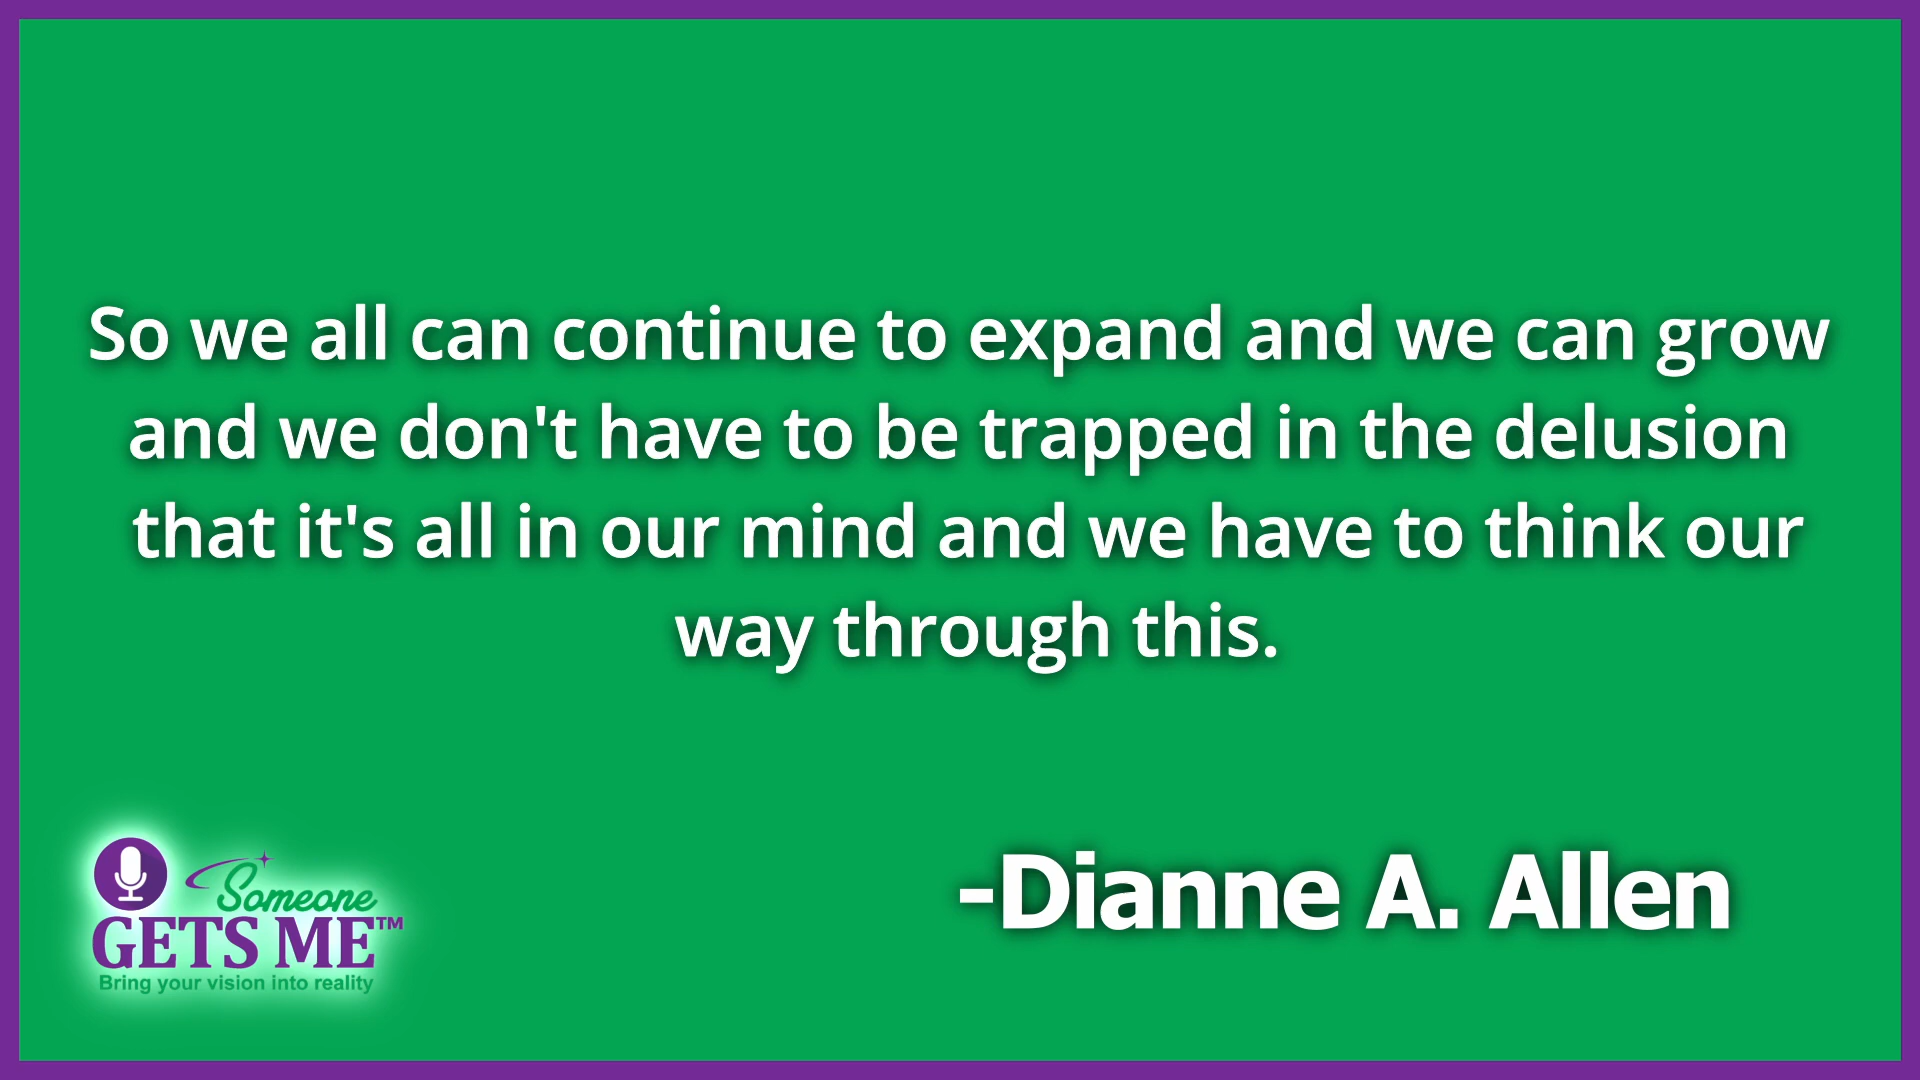 So we all can continue to expand and we can grow
and we don't have to be trapped in the delusion
that it's all in our mind and we have to think our
way through this.
-Dianne A. Allen
Someone
GETS ME™
Bring your vision into reality